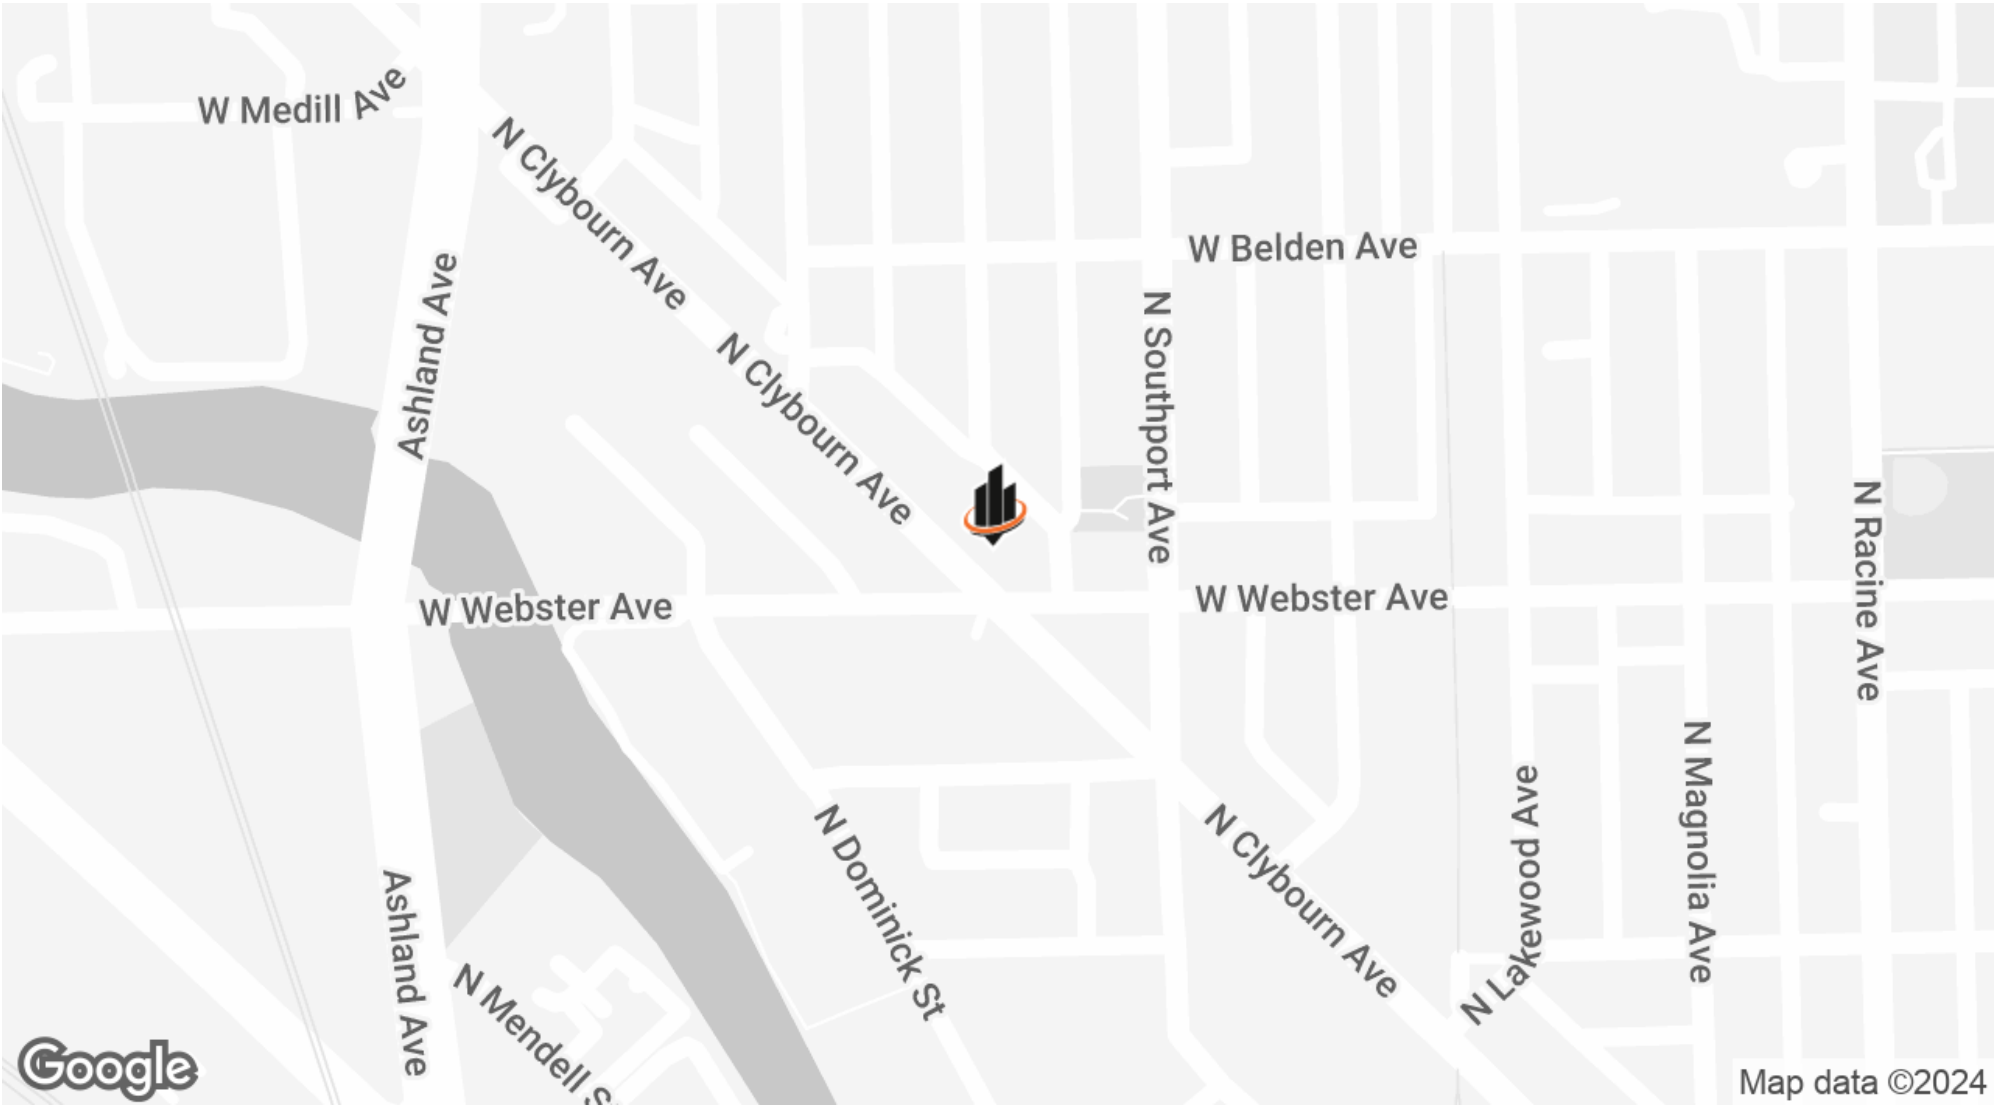 W Medill Ave
N Clybourn Ave
W Belden Ave
Ashland Ave
N Southport Ave
N Clybourn Ave
N Racine Ave
W Webster Ave
W Webster Ave
N Magnolia Ave
N Lakewood Ave
N Dominick St
N Clybourn Ave
Ashland Ave
N Mendell S
Google
Map data ©2024